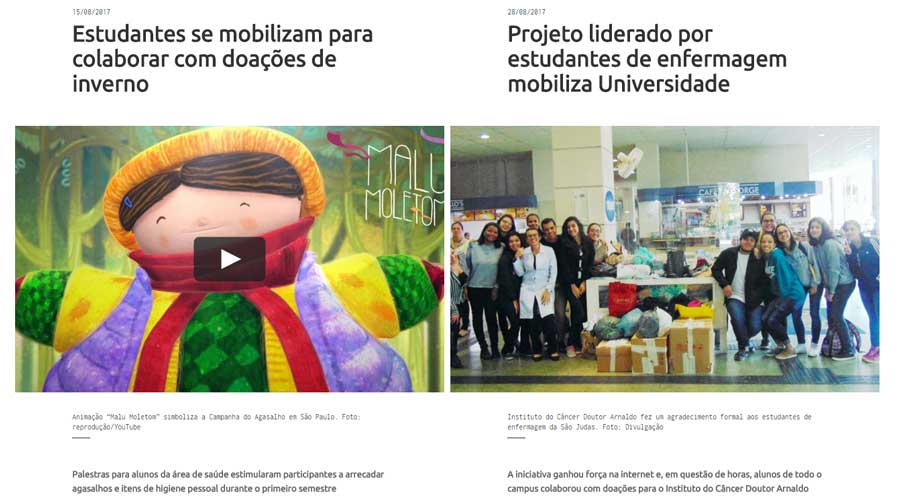 15/08/2017
Estudantes se mobilizam para
colaborar com doações de
inverno
MALU
MOLETOM
Animação “Malu Moletom” simboliza a Campanha do Agasalho em São Paulo. Foto:
reprodução/YouTube
Palestras para alunos da área de saúde estimularam participantes a arrecadar
agasalhos e itens de higiene pessoal durante o primeiro semestre
28/08/2017
Projeto liderado por
estudantes de enfermagem
mobiliza Universidade
Instituto do Câncer Doutor Arnaldo fez um agradecimento formal aos estudantes de
enfermagem da São Judas. Foto: Divulgação
A iniciativa ganhou força na internet e, em questão de horas, alunos de todo o
campus colaborou com doações para o Instituto do Câncer Doutor Arnaldo